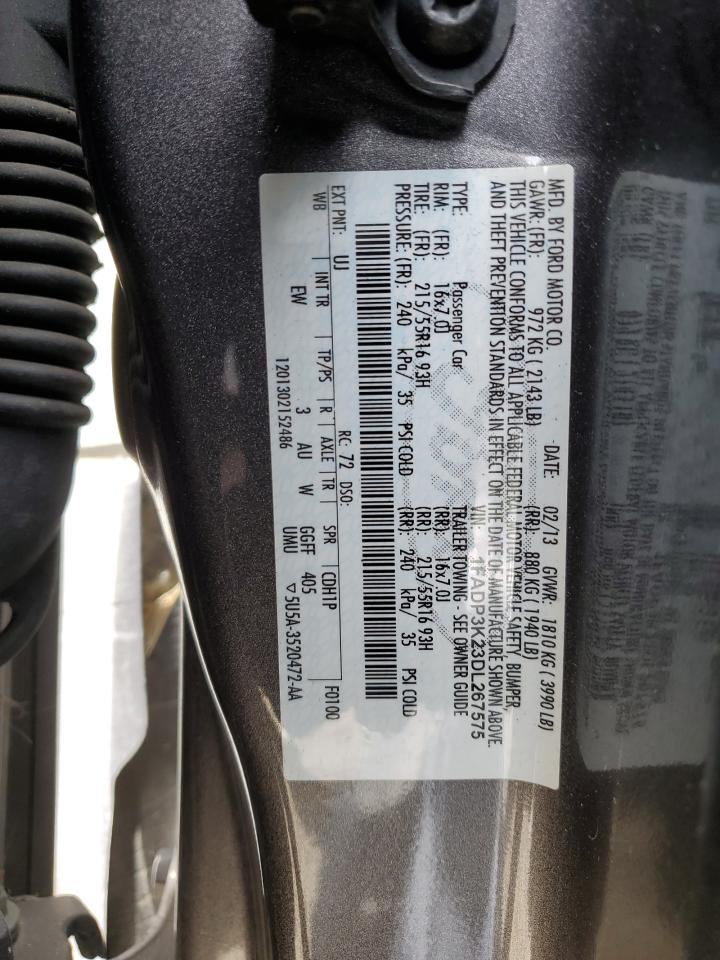 MFD. BY FORD MOTOR CO.
DATE: 02/13 GVWR: 1810 KG ( 3990 LB)
GAWR: (FR): 972 KG ( 2143 LB) (RR): 880 KG ( 1940 LB)
THIS VEHICLE CONFORMS TO ALL APPLICABLE FEDERAL MOTOR VEHICLE SAFETY, BUMPER,
AND THEFT PREVENTION STANDARDS IN EFFECT ON THE DATE OF MANUFACTURE SHOWN ABOVE.
VIN: 1FADP3K23DL267575
TYPE: Passenger Car TRAILER TOWING - SEE OWNER GUIDE
RIM: (FR): 16x7.0J (RR): 16x7.0J
TIRE: (FR): 215/55R16 93H (RR): 215/55R16 93H
PRESSURE: (FR): 240 kPa/ 35 PSI COLD (RR): 240 kPa/ 35 PSI COLD
EXT PNT: UJ RC: 72 DSO: F0100
WB INT TR TP/PS R AXLE TR SPR CDH1P
EW 3 AU W GGFF 405
UMU
1201302152486 ▽5U5A-3520472-AA